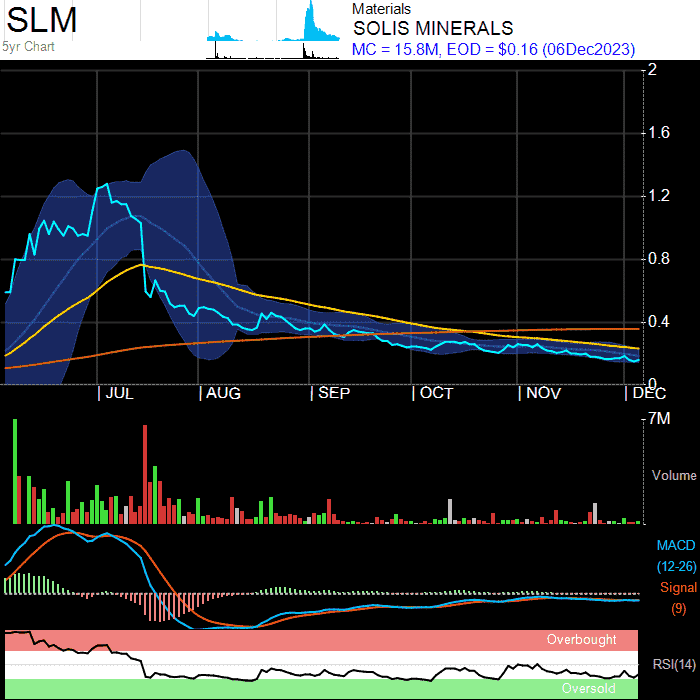 SLM
5yr Chart
Materials
SOLIS MINERALS
MC = 15.8M, EOD = $0.16 (06Dec2023)
2
1.6
1.2
0.8
0.4
0
JUL AUG SEP OCT NOV DEC
7M
Volume
MACD
(12-26)
Signal
(9)
Overbought
RSI(14)
Oversold